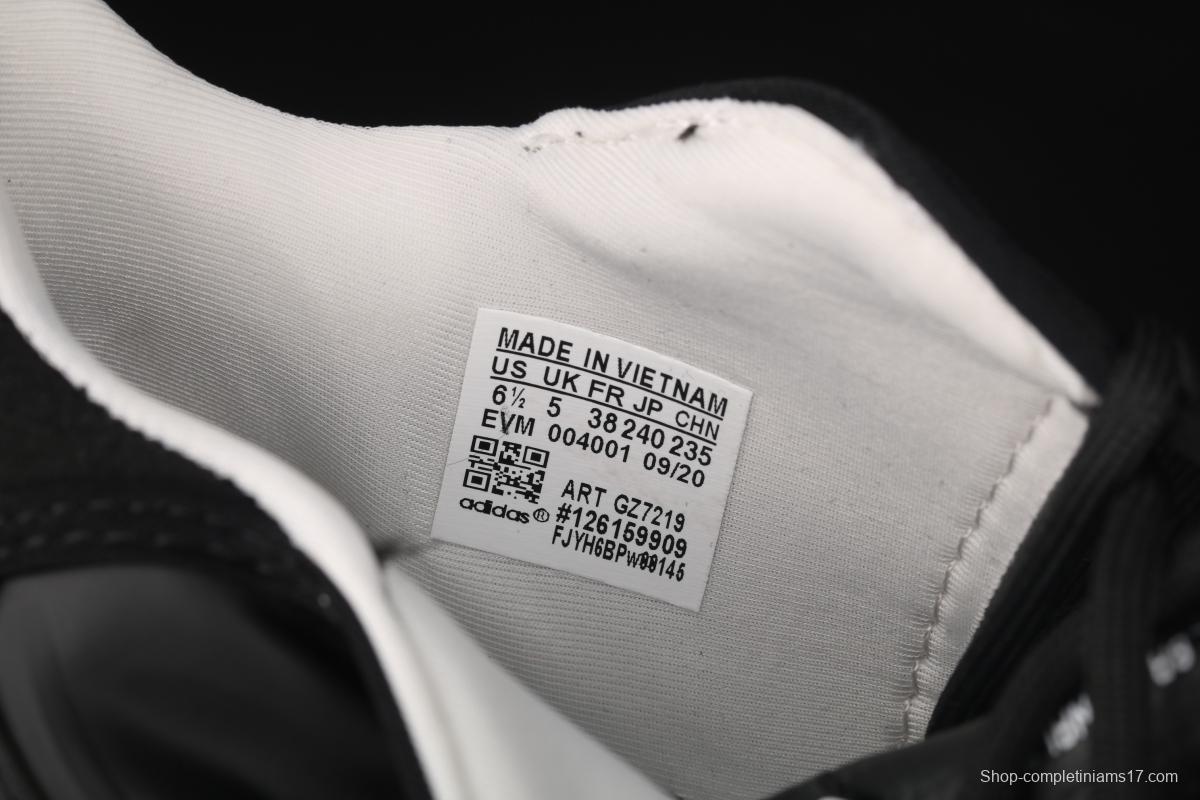 MADE IN VIETNAM
US UK FR JP CHN
6½ 5 38 240 235
EVM 004001 09/20
ART GZ7219
adidas® #126159909
Shop-completiniams17.com